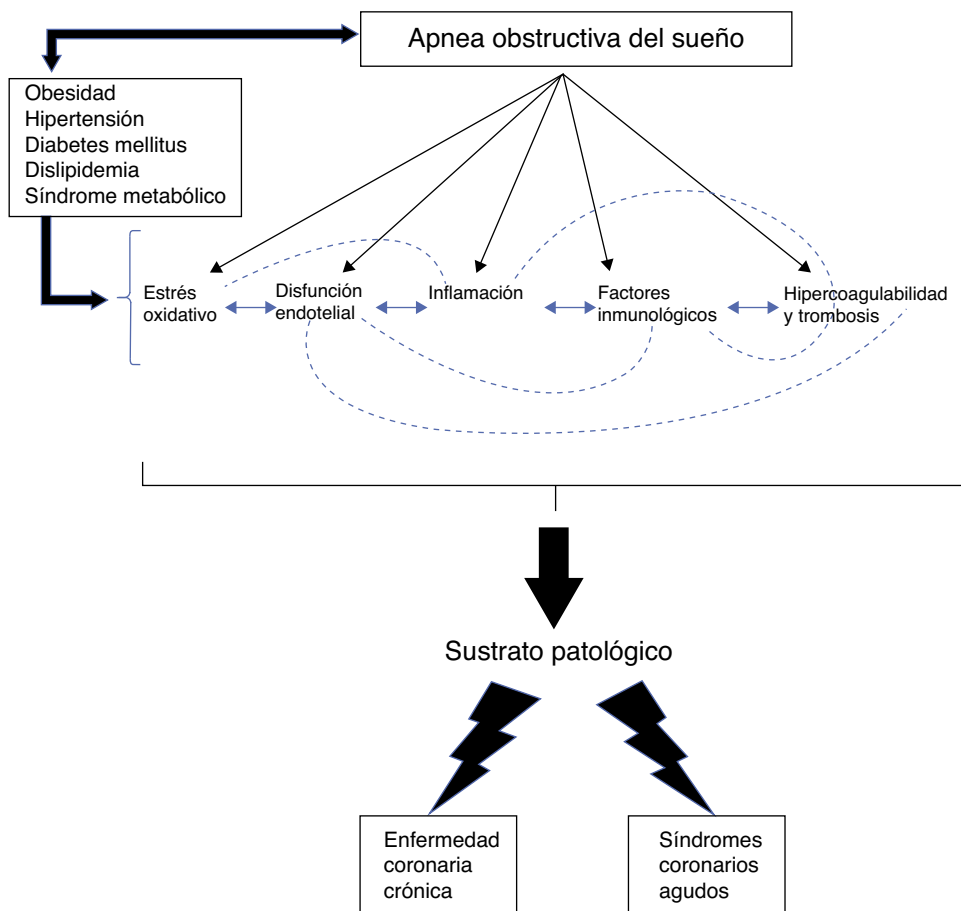 Apnea obstructiva del sueño
Obesidad
Hipertensión
Diabetes mellitus
Dislipidemia
Síndrome metabólico
Estrés
oxidativo
Disfunción
endotelial
Inflamación
Factores
inmunológicos
Hipercoagulabilidad
y trombosis
Sustrato patológico
Enfermedad
coronaria
crónica
Síndromes
coronarios
agudos